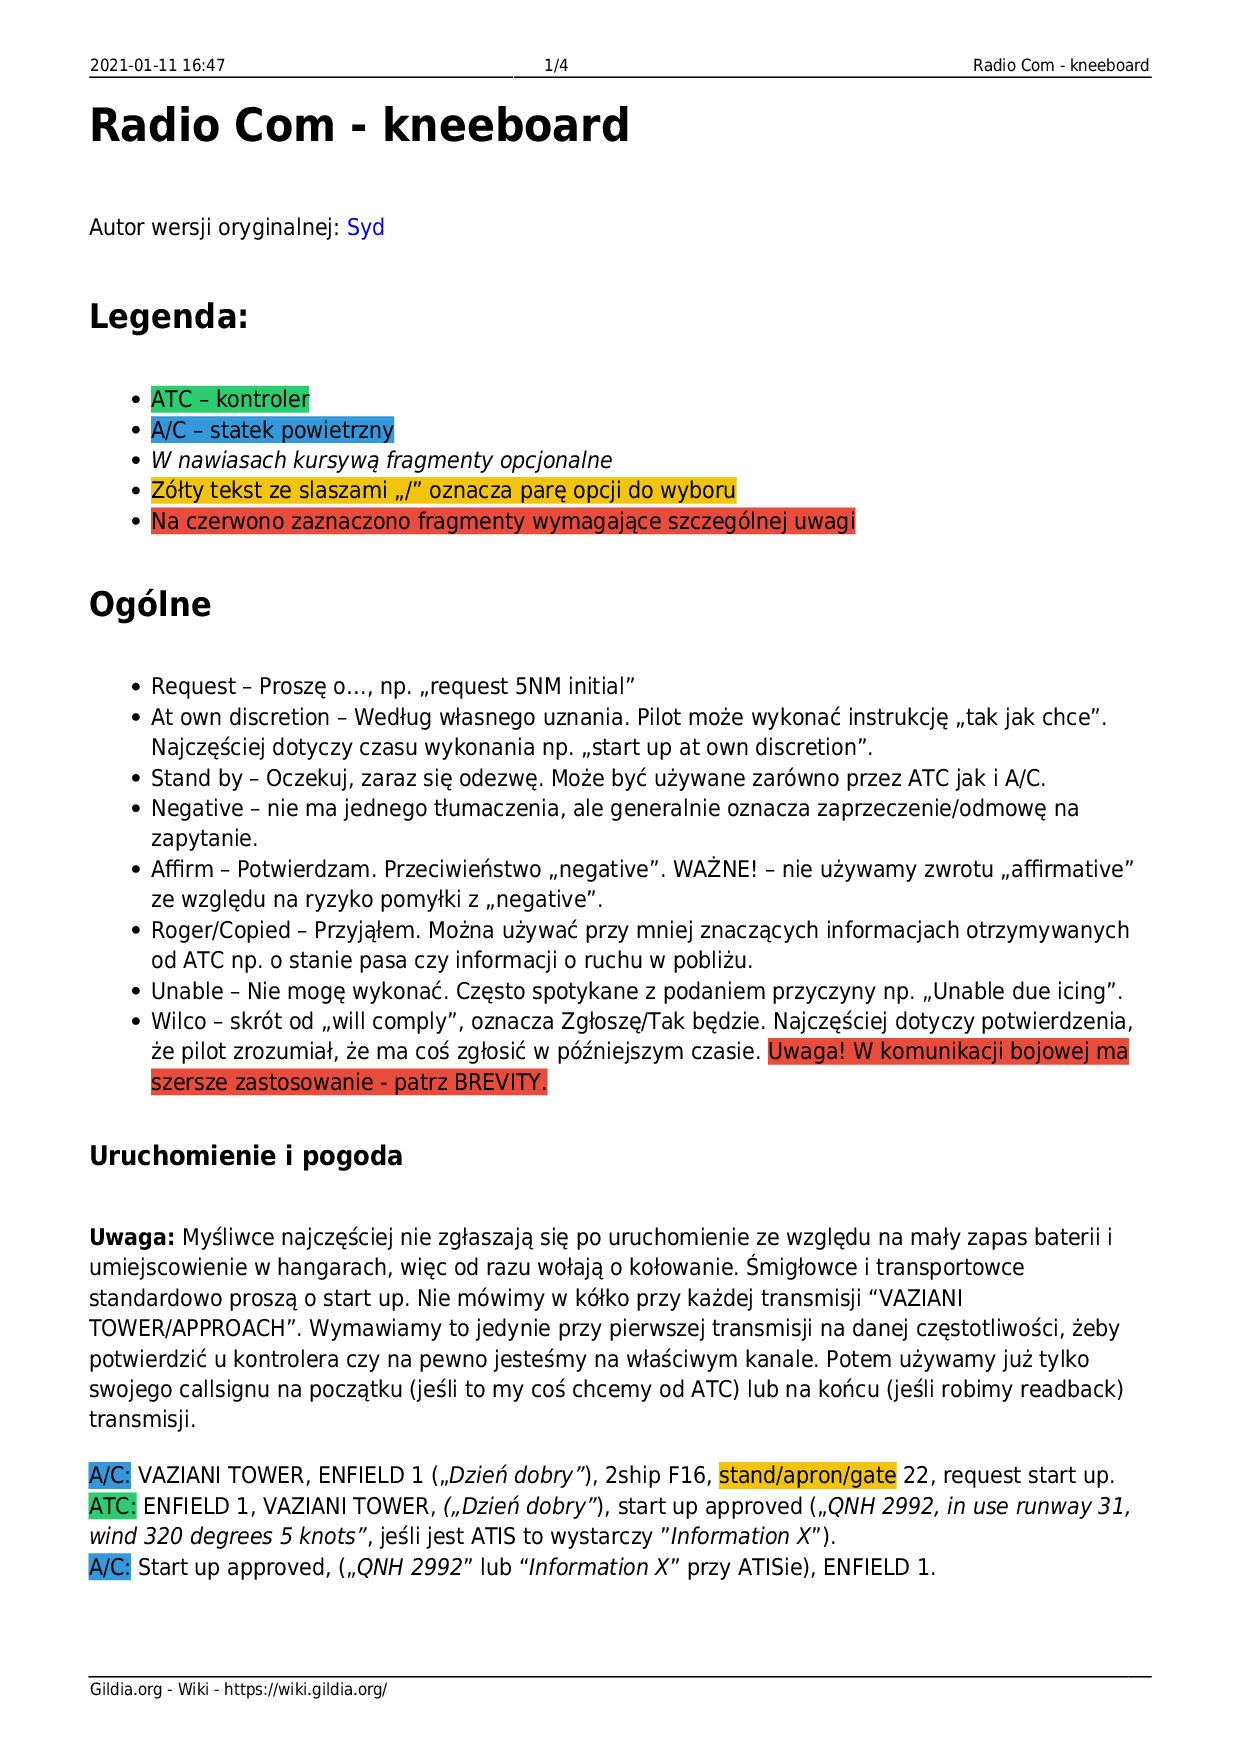 2021-01-11 16:47 1/4 Radio Com - kneeboard
Radio Com - kneeboard
Autor wersji oryginalnej: Syd
Legenda:
• ATC – kontroler
• A/C – statek powietrzny
• W nawiasach kursywą fragmenty opcjonalne
• Zółty tekst ze slaszami „/” oznacza parę opcji do wyboru
• Na czerwono zaznaczono fragmenty wymagające szczególnej uwagi
Ogólne
• Request – Proszę o…, np. „request 5NM initial”
• At own discretion – Według własnego uznania. Pilot może wykonać instrukcję „tak jak chce”.
Najczęściej dotyczy czasu wykonania np. „start up at own discretion”.
• Stand by – Oczekuj, zaraz się odezwę. Może być używane zarówno przez ATC jak i A/C.
• Negative – nie ma jednego tłumaczenia, ale generalnie oznacza zaprzeczenie/odmowę na
zapytanie.
• Affirm – Potwierdzam. Przeciwieństwo „negative”. WAŻNE! – nie używamy zwrotu „affirmative”
ze względu na ryzyko pomyłki z „negative”.
• Roger/Copied – Przyjąłem. Można używać przy mniej znaczących informacjach otrzymywanych
od ATC np. o stanie pasa czy informacji o ruchu w pobliżu.
• Unable – Nie mogę wykonać. Często spotykane z podaniem przyczyny np. „Unable due icing”.
• Wilco – skrót od „will comply”, oznacza Zgłoszę/Tak będzie. Najczęściej dotyczy potwierdzenia,
że pilot zrozumiał, że ma coś zgłosić w późniejszym czasie. Uwaga! W komunikacji bojowej ma
szersze zastosowanie - patrz BREVITY.
Uruchomienie i pogoda
Uwaga: Myśliwce najczęściej nie zgłaszają się po uruchomienie ze względu na mały zapas baterii i
umiejscowienie w hangarach, więc od razu wołają o kołowanie. Śmigłowce i transportowce
standardowo proszą o start up. Nie mówimy w kółko przy każdej transmisji “VAZIANI
TOWER/APPROACH”. Wymawiamy to jedynie przy pierwszej transmisji na danej częstotliwości, żeby
potwierdzić u kontrolera czy na pewno jesteśmy na właściwym kanale. Potem używamy już tylko
swojego callsignu na początku (jeśli to my coś chcemy od ATC) lub na końcu (jeśli robimy readback)
transmisji.
A/C: VAZIANI TOWER, ENFIELD 1 („Dzień dobry”), 2ship F16, stand/apron/gate 22, request start up.
ATC: ENFIELD 1, VAZIANI TOWER, („Dzień dobry”), start up approved („QNH 2992, in use runway 31,
wind 320 degrees 5 knots”, jeśli jest ATIS to wystarczy ”Information X”).
A/C: Start up approved, („QNH 2992” lub “Information X” przy ATISie), ENFIELD 1.
Gildia.org - Wiki - https://wiki.gildia.org/